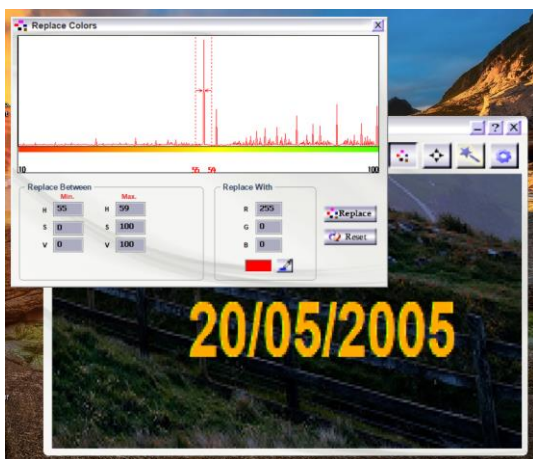 Replace Colors
10 55 59 100
Replace Between
Min. Max.
H 55 H 59
S 0 S 100
V 0 V 100
Replace With
R 255
G 0
B 0
Replace
Reset
20/05/2005